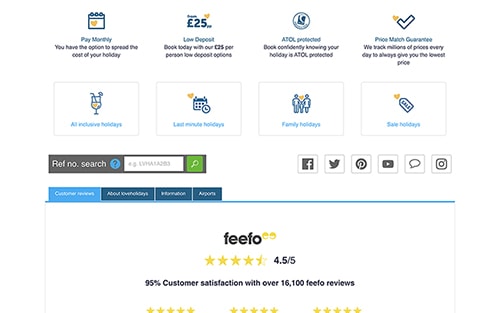 from
£25pp
Pay Monthly
You have the option to spread the cost of your holiday
Low Deposit
Book today with our £25 per person low deposit options
ATOL protected
Book confidently knowing your holiday is ATOL protected
Price Match Guarantee
We track millions of prices every day to always give you the lowest price
All inclusive holidays
Last minute holidays
Family holidays
SALE
Sale holidays
Ref no. search
?
e.g. LVHA1A2B3
Customer reviews
About loveholidays
Information
Airports
feefo
4.5/5
95% Customer satisfaction with over 16,100 feefo reviews